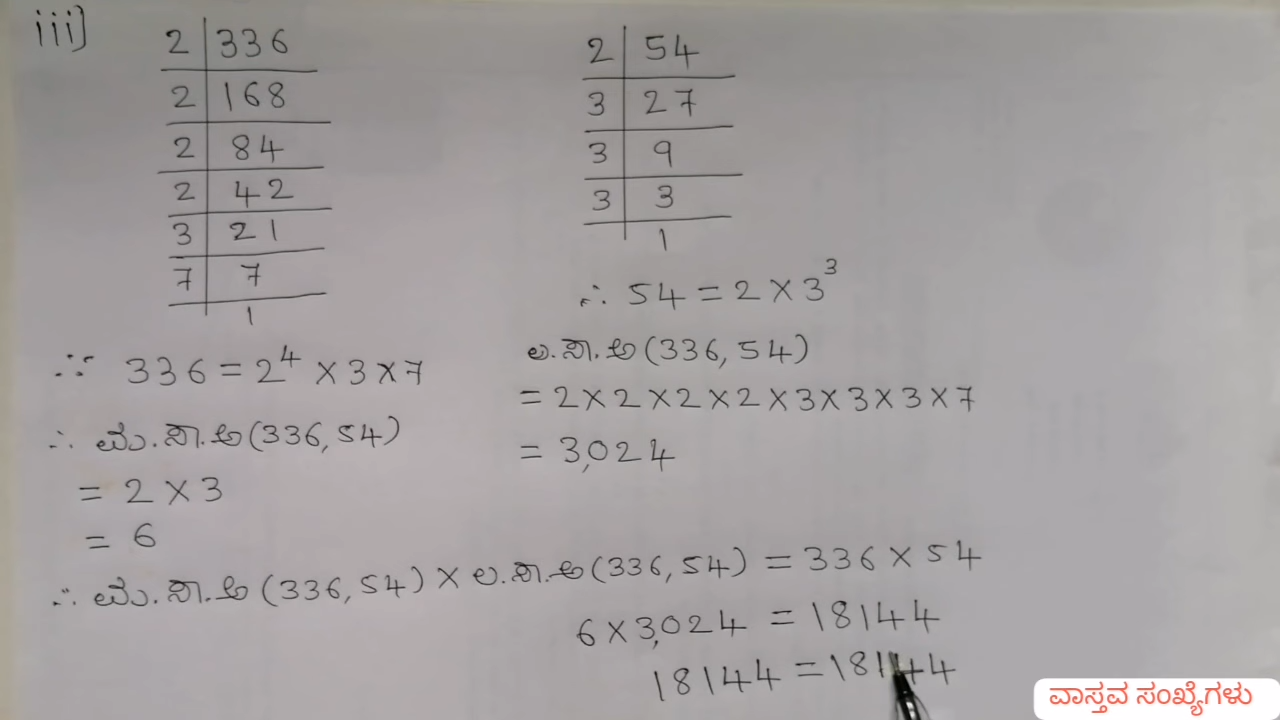 iii)
2 | 336
2 | 168
2 | 84
2 | 42
3 | 21
7 | 7
1
∴ 336 = 2⁴ × 3 × 7
∴ ಮ.ಸಾ.ಅ (336, 54)
= 2 × 3
= 6
2 | 54
3 | 27
3 | 9
3 | 3
1
∴ 54 = 2 × 3³
ಲ.ಸಾ.ಅ (336, 54)
= 2 × 2 × 2 × 2 × 3 × 3 × 3 × 7
= 3,024
∴ ಮ.ಸಾ.ಅ (336, 54) × ಲ.ಸಾ.ಅ (336, 54) = 336 × 54
6 × 3,024 = 18144
18144 = 18144
ವಾಸ್ತವ ಸಂಖ್ಯೆಗಳು